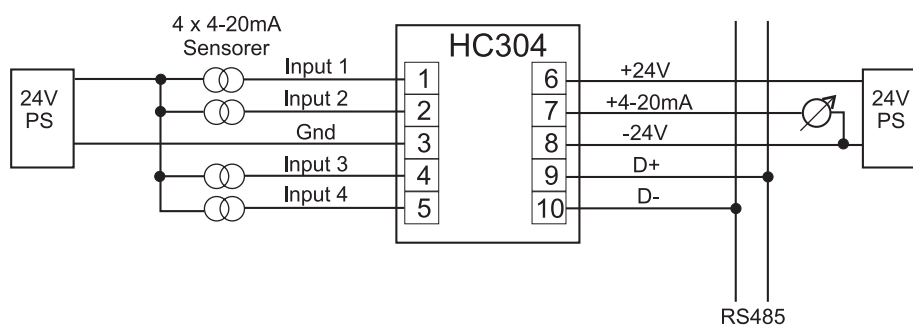 4 x 4-20mA
Sensorer
HC304
24V
PS
Input 1
1
Input 2
2
Gnd
3
Input 3
4
Input 4
5
6
+24V
7
+4-20mA
8
-24V
9
D+
10
D-
24V
PS
RS485